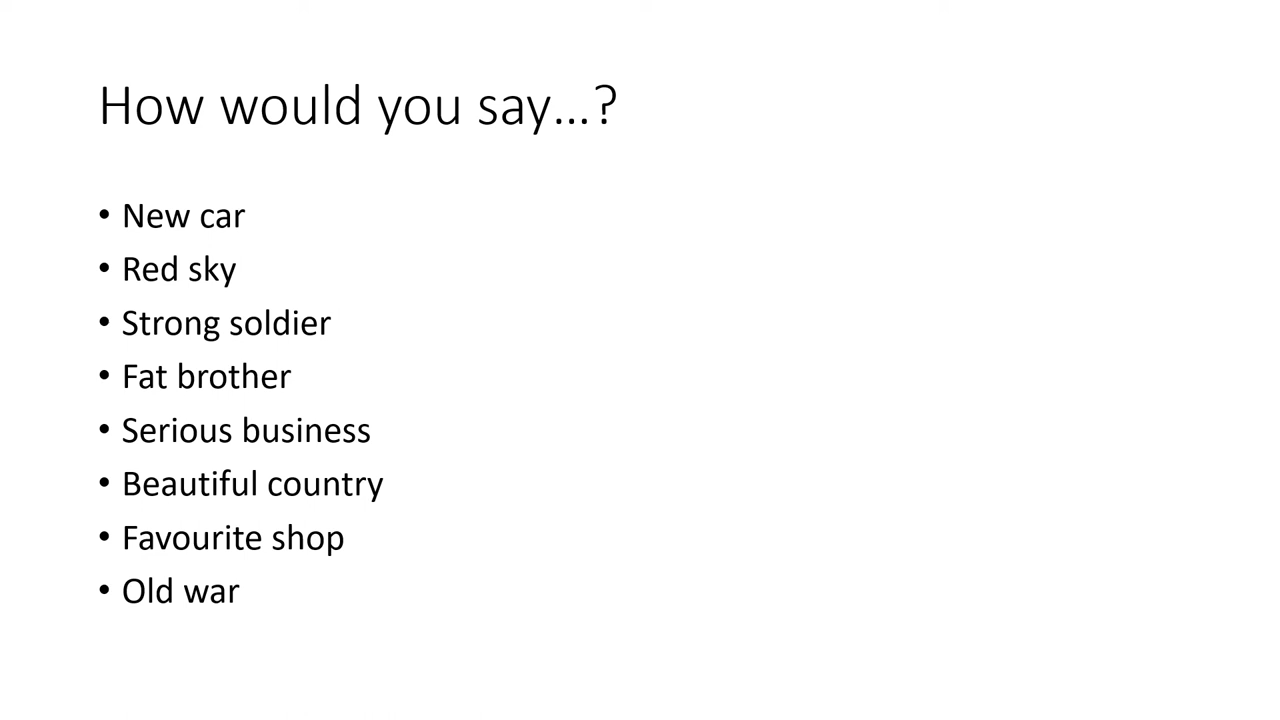 How would you say...?
• New car
• Red sky
• Strong soldier
• Fat brother
• Serious business
• Beautiful country
• Favourite shop
• Old war